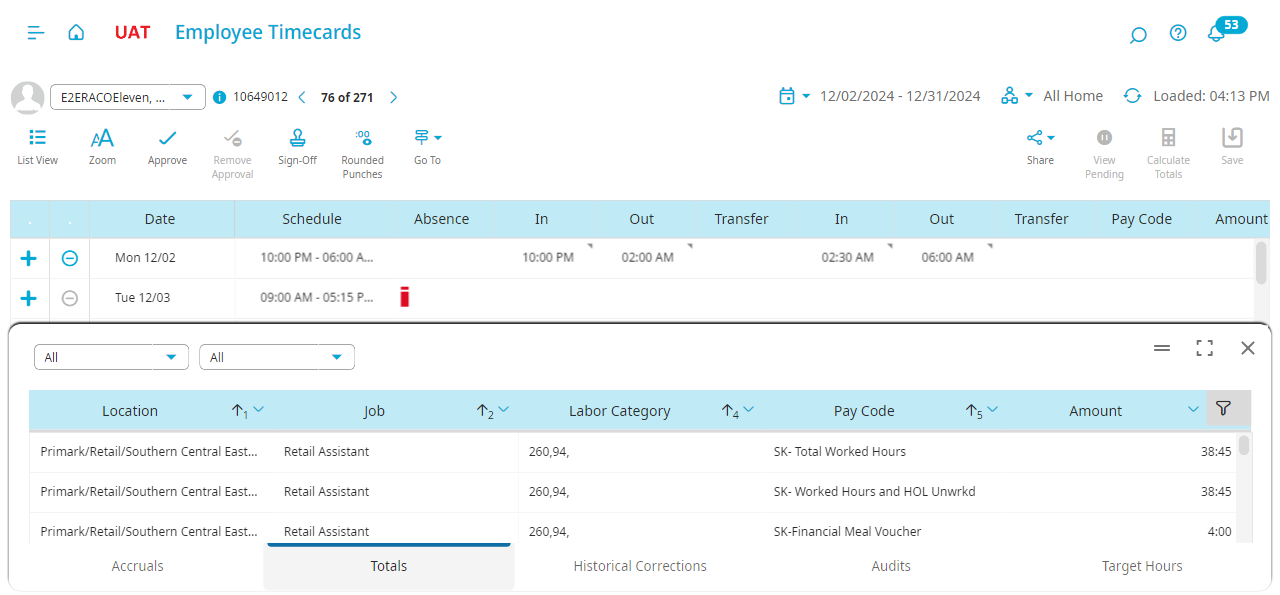 UAT Employee Timecards 53
E2ERACOEleven, ... 10649012 76 of 271 12/02/2024 - 12/31/2024 All Home Loaded: 04:13 PM
List View Zoom Approve Remove Approval Sign-Off :00 Rounded Punches Go To Share View Pending Calculate Totals Save
. . Date Schedule Absence In Out Transfer In Out Transfer Pay Code Amount
Mon 12/02 10:00 PM - 06:00 A... 10:00 PM 02:00 AM 02:30 AM 06:00 AM
Tue 12/03 09:00 AM - 05:15 P...
All All
Location 1 Job 2 Labor Category 4 Pay Code 5 Amount
Primark/Retail/Southern Central East... Retail Assistant 260,94, SK- Total Worked Hours 38:45
Primark/Retail/Southern Central East... Retail Assistant 260,94, SK- Worked Hours and HOL Unwrkd 38:45
Primark/Retail/Southern Central East... Retail Assistant 260,94, SK-Financial Meal Voucher 4:00
Accruals Totals Historical Corrections Audits Target Hours